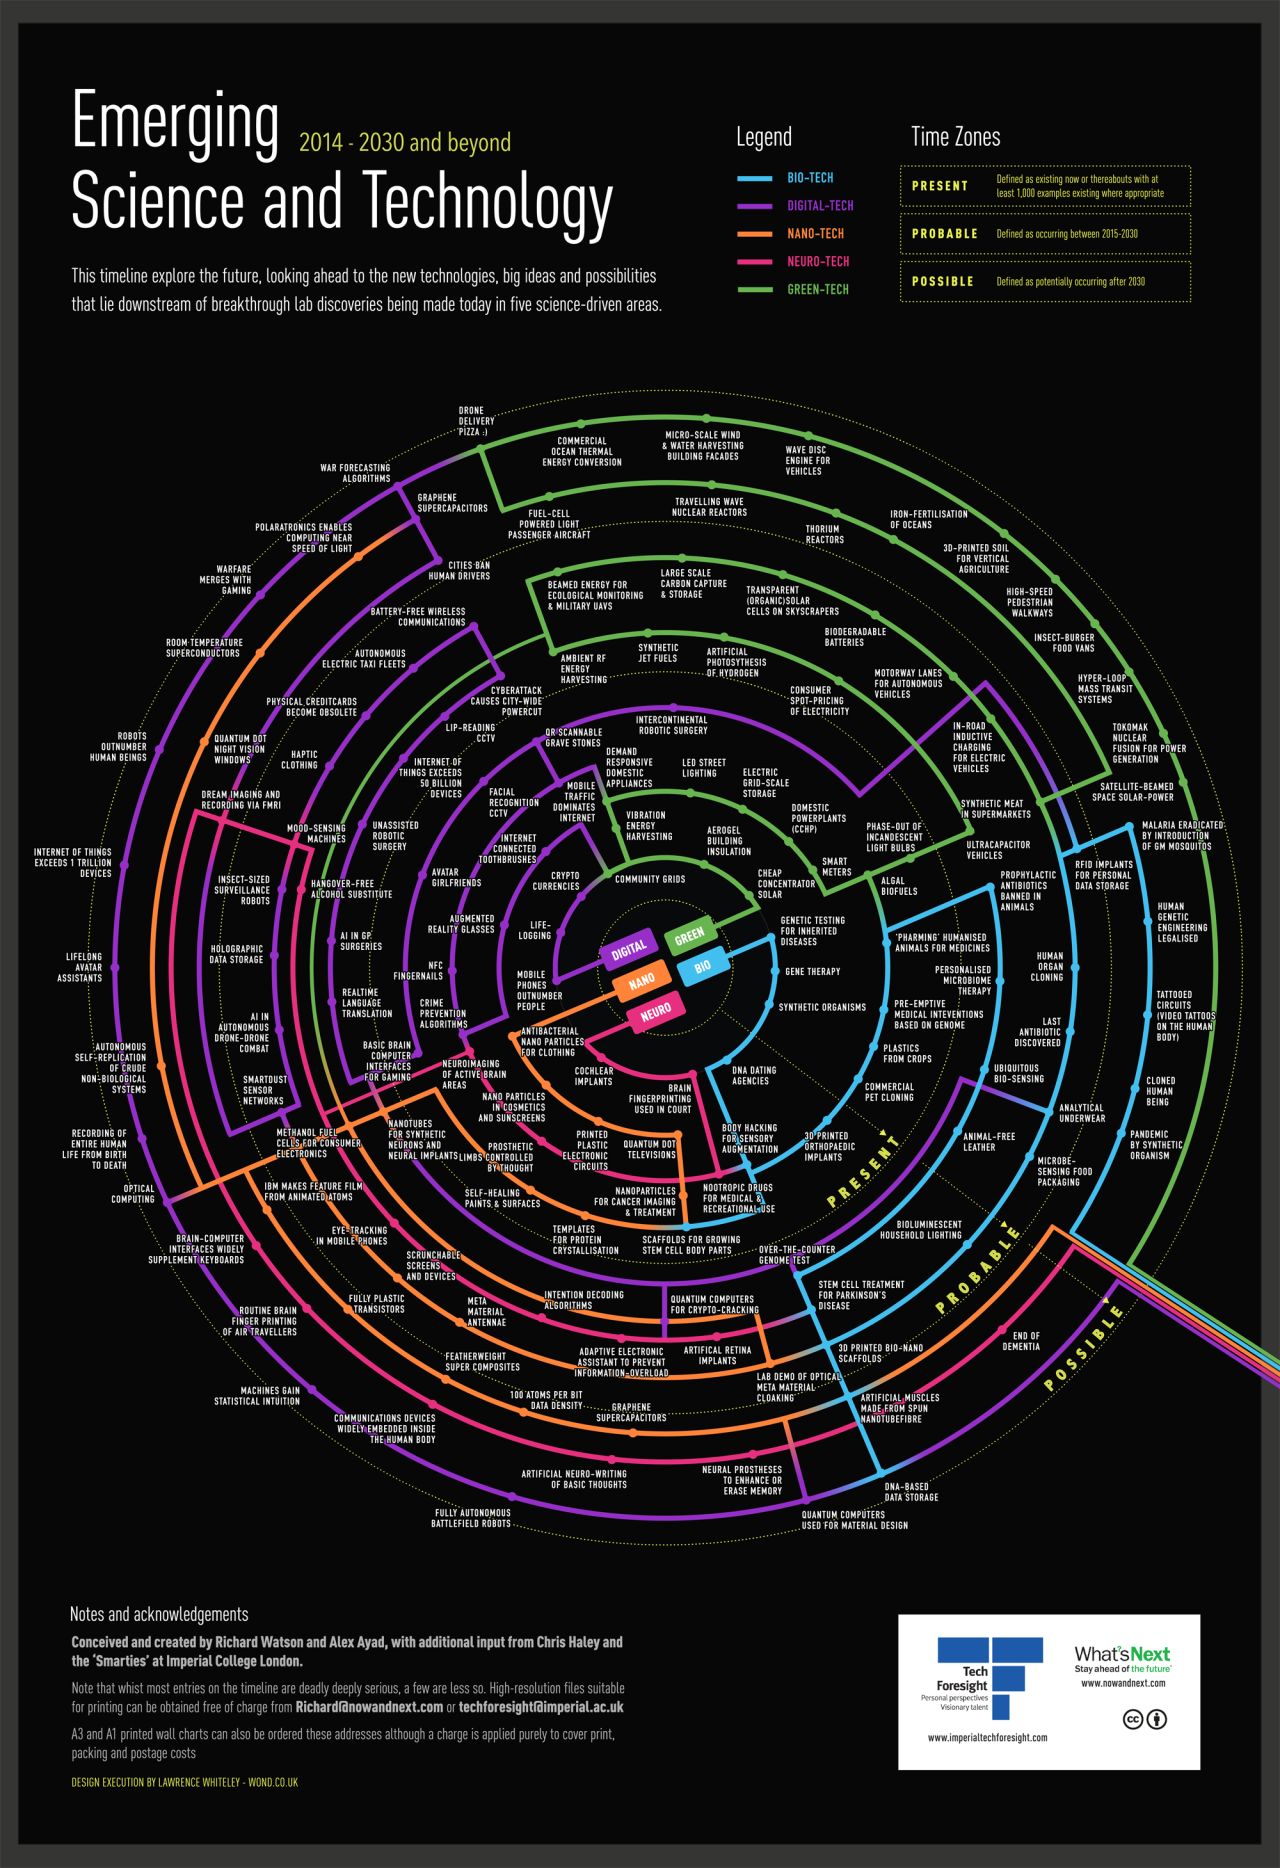 Emerging
2014 - 2030 and beyond
Science and Technology
This timeline explore the future, looking ahead to the new technologies, big ideas and possibilities
that lie downstream of breakthrough lab discoveries being made today in five science-driven areas.
Legend
BIO-TECH
DIGITAL-TECH
NANO-TECH
NEURO-TECH
GREEN-TECH
Time Zones
PRESENT
Defined as existing now or thereabouts with at
least 1,000 examples existing where appropriate
PROBABLE
Defined as occurring between 2015-2030
POSSIBLE
Defined as potentially occurring after 2030
DRONE
DELIVERY
PIZZA :)
COMMERCIAL
OCEAN THERMAL
ENERGY CONVERSION
MICRO-SCALE WIND
& WATER HARVESTING
BUILDING FACADES
WAVE DISC
ENGINE FOR
VEHICLES
WAR FORECASTING
ALGORITHMS
GRAPHENE
SUPERCAPACITORS
FUEL-CELL
POWERED LIGHT
PASSENGER AIRCRAFT
TRAVELLING WAVE
NUCLEAR REACTORS
THORIUM
REACTORS
IRON-FERTILISATION
OF OCEANS
3D-PRINTED SOIL
FOR VERTICAL
AGRICULTURE
POLARATRONICS ENABLES
COMPUTING NEAR
SPEED OF LIGHT
CITIES BAN
HUMAN DRIVERS
WARFARE
MERGES WITH
GAMING
BEAMED ENERGY FOR
ECOLOGICAL MONITORING
& MILITARY UAVS
LARGE SCALE
CARBON CAPTURE
& STORAGE
TRANSPARENT
(ORGANIC)SOLAR
CELLS ON SKYSCRAPERS
BIODEGRADABLE
BATTERIES
HIGH-SPEED
PEDESTRIAN
WALKWAYS
INSECT-BURGER
FOOD VANS
BATTERY-FREE WIRELESS
COMMUNICATIONS
ROOM TEMPERATURE
SUPERCONDUCTORS
AUTONOMOUS
ELECTRIC TAXI FLEETS
AMBIENT RF
ENERGY
HARVESTING
SYNTHETIC
JET FUELS
ARTIFICIAL
PHOTOSYTHESIS
OF HYDROGEN
CONSUMER
SPOT-PRICING
OF ELECTRICITY
MOTORWAY LANES
FOR AUTONOMOUS
VEHICLES
HYPER-LOOP
MASS TRANSIT
SYSTEMS
PHYSICAL CREDITCARDS
BECOME OBSOLETE
CYBERATTACK
CAUSES CITY-WIDE
POWERCUT
LIP-READING
CCTV
QR SCANNABLE
GRAVE STONES
INTERCONTINENTAL
ROBOTIC SURGERY
IN-ROAD
INDUCTIVE
CHARGING
FOR ELECTRIC
VEHICLES
TOKOMAK
NUCLEAR
FUSION FOR POWER
GENERATION
ROBOTS
OUTNUMBER
HUMAN BEINGS
QUANTUM DOT
NIGHT VISION
WINDOWS
HAPTIC
CLOTHING
INTERNET OF
THINGS EXCEEDS
50 BILLION
DEVICES
DEMAND
RESPONSIVE
DOMESTIC
APPLIANCES
LED STREET
LIGHTING
ELECTRIC
GRID-SCALE
STORAGE
SATELLITE-BEAMED
SPACE SOLAR-POWER
DREAM IMAGING AND
RECORDING VIA FMRI
FACIAL
RECOGNITION
CCTV
MOBILE
TRAFFIC
DOMINATES
INTERNET
VIBRATION
ENERGY
HARVESTING
AEROGEL
BUILDING
INSULATION
DOMESTIC
POWERPLANTS
(CCHP)
PHASE-OUT OF
INCANDESCENT
LIGHT BULBS
SYNTHETIC MEAT
IN SUPERMARKETS
MALARIA ERADICATED
BY INTRODUCTION
OF GM MOSQUITOS
MOOD-SENSING
MACHINES
UNASSISTED
ROBOTIC
SURGERY
INTERNET
CONNECTED
TOOTHBRUSHES
ULTRACAPACITOR
VEHICLES
INTERNET OF THINGS
EXCEEDS 1 TRILLION
DEVICES
SMART
METERS
RFID IMPLANTS
FOR PERSONAL
DATA STORAGE
INSECT-SIZED
SURVEILLANCE
ROBOTS
HANGOVER-FREE
ALCOHOL SUBSTITUTE
AVATAR
GIRLFRIENDS
CRYPTO
CURRENCIES
COMMUNITY GRIDS
CHEAP
CONCENTRATOR
SOLAR
ALGAL
BIOFUELS
PROPHYLACTIC
ANTIBIOTICS
BANNED IN
ANIMALS
AUGMENTED
REALITY GLASSES
LIFE-
LOGGING
GENETIC TESTING
FOR INHERITED
DISEASES
HUMAN
GENETIC
ENGINEERING
LEGALISED
AI IN GP
SURGERIES
HOLOGRAPHIC
DATA STORAGE
DIGITAL
GREEN
BIO
NANO
NEURO
'PHARMING' HUMANISED
ANIMALS FOR MEDICINES
LIFELONG
AVATAR
ASSISTANTS
NFC
FINGERNAILS
MOBILE
PHONES
OUTNUMBER
PEOPLE
GENE THERAPY
PERSONALISED
MICROBIOME
THERAPY
HUMAN
ORGAN
CLONING
REALTIME
LANGUAGE
TRANSLATION
CRIME
PREVENTION
ALGORITHMS
SYNTHETIC ORGANISMS
PRE-EMPTIVE
MEDICAL INTEVENTIONS
BASED ON GENOME
TATTOOED
CIRCUITS
(VIDEO TATTOOS
ON THE HUMAN
BODY)
AI IN
AUTONOMOUS
DRONE-DRONE
COMBAT
ANTIBACTERIAL
NANO PARTICLES
FOR CLOTHING
LAST
ANTIBIOTIC
DISCOVERED
AUTONOMOUS
SELF-REPLICATION
OF CRUDE
NON-BIOLOGICAL
SYSTEMS
BASIC BRAIN
COMPUTER
INTERFACES
FOR GAMING
NEUROIMAGING
OF ACTIVE BRAIN
AREAS
COCHLEAR
IMPLANTS
DNA DATING
AGENCIES
PLASTICS
FROM CROPS
UBIQUITOUS
BIO-SENSING
SMARTDUST
SENSOR
NETWORKS
NANO PARTICLES
IN COSMETICS
AND SUNSCREENS
BRAIN
FINGERPRINTING
USED IN COURT
COMMERCIAL
PET CLONING
CLONED
HUMAN
BEING
ANALYTICAL
UNDERWEAR
RECORDING OF
ENTIRE HUMAN
LIFE FROM BIRTH
TO DEATH
METHANOL FUEL
CELLS FOR CONSUMER
ELECTRONICS
NANOTUBES
FOR SYNTHETIC
NEURONS AND
NEURAL IMPLANTS
PROSTHETIC
LIMBS CONTROLLED
BY THOUGHT
PRINTED
PLASTIC
ELECTRONIC
CIRCUITS
QUANTUM DOT
TELEVISIONS
BODY HACKING
FOR SENSORY
AUGMENTATION
3D PRINTED
ORTHOPAEDIC
IMPLANTS
PRESENT
ANIMAL-FREE
LEATHER
PANDEMIC
BY SYNTHETIC
ORGANISM
MICROBE-
SENSING FOOD
PACKAGING
OPTICAL
COMPUTING
IBM MAKES FEATURE FILM
FROM ANIMATED ATOMS
SELF-HEALING
PAINTS & SURFACES
NANOPARTICLES
FOR CANCER IMAGING
& TREATMENT
NOOTROPIC DRUGS
FOR MEDICAL &
RECREATIONAL USE
BRAIN-COMPUTER
INTERFACES WIDELY
SUPPLEMENT KEYBOARDS
EYE-TRACKING
IN MOBILE PHONES
TEMPLATES
FOR PROTEIN
CRYSTALLISATION
SCAFFOLDS FOR GROWING
STEM CELL BODY PARTS
OVER-THE-COUNTER
GENOME TEST
BIOLUMINESCENT
HOUSEHOLD LIGHTING
PROBABLE
SCRUNCHABLE
SCREENS
AND DEVICES
STEM CELL TREATMENT
FOR PARKINSON'S
DISEASE
ROUTINE BRAIN
FINGER PRINTING
OF AIR TRAVELLERS
FULLY PLASTIC
TRANSISTORS
META
MATERIAL
ANTENNAE
INTENTION DECODING
ALGORITHMS
QUANTUM COMPUTERS
FOR CRYPTO-CRACKING
END OF
DEMENTIA
POSSIBLE
FEATHERWEIGHT
SUPER COMPOSITES
ADAPTIVE ELECTRONIC
ASSISTANT TO PREVENT
INFORMATION-OVERLOAD
ARTIFICAL RETINA
IMPLANTS
3D PRINTED BIO-NANO
SCAFFOLDS
MACHINES GAIN
STATISTICAL INTUITION
100 ATOMS PER BIT
DATA DENSITY
GRAPHENE
SUPERCAPACITORS
LAB DEMO OF OPTICAL
META MATERIAL
CLOAKING
ARTIFICIAL MUSCLES
MADE FROM SPUN
NANOTUBEFIBRE
COMMUNICATIONS DEVICES
WIDELY EMBEDDED INSIDE
THE HUMAN BODY
ARTIFICIAL NEURO-WRITING
OF BASIC THOUGHTS
NEURAL PROSTHESES
TO ENHANCE OR
ERASE MEMORY
DNA-BASED
DATA STORAGE
FULLY AUTONOMOUS
BATTLEFIELD ROBOTS
QUANTUM COMPUTERS
USED FOR MATERIAL DESIGN
Notes and acknowledgements
Conceived and created by Richard Watson and Alex Ayad, with additional input from Chris Haley and
the 'Smarties' at Imperial College London.
Note that whilst most entries on the timeline are deadly deeply serious, a few are less so. High-resolution files suitable
for printing can be obtained free of charge from Richard@nowandnext.com or techforesight@imperial.ac.uk
A3 and A1 printed wall charts can also be ordered these addresses although a charge is applied purely to cover print,
packing and postage costs
DESIGN EXECUTION BY LAWRENCE WHITELEY - WOND.CO.UK
Tech
Foresight
Personal perspectives
Visionary talent
www.imperialtechforesight.com
What'sNext
Stay ahead of the future
www.nowandnext.com
cc